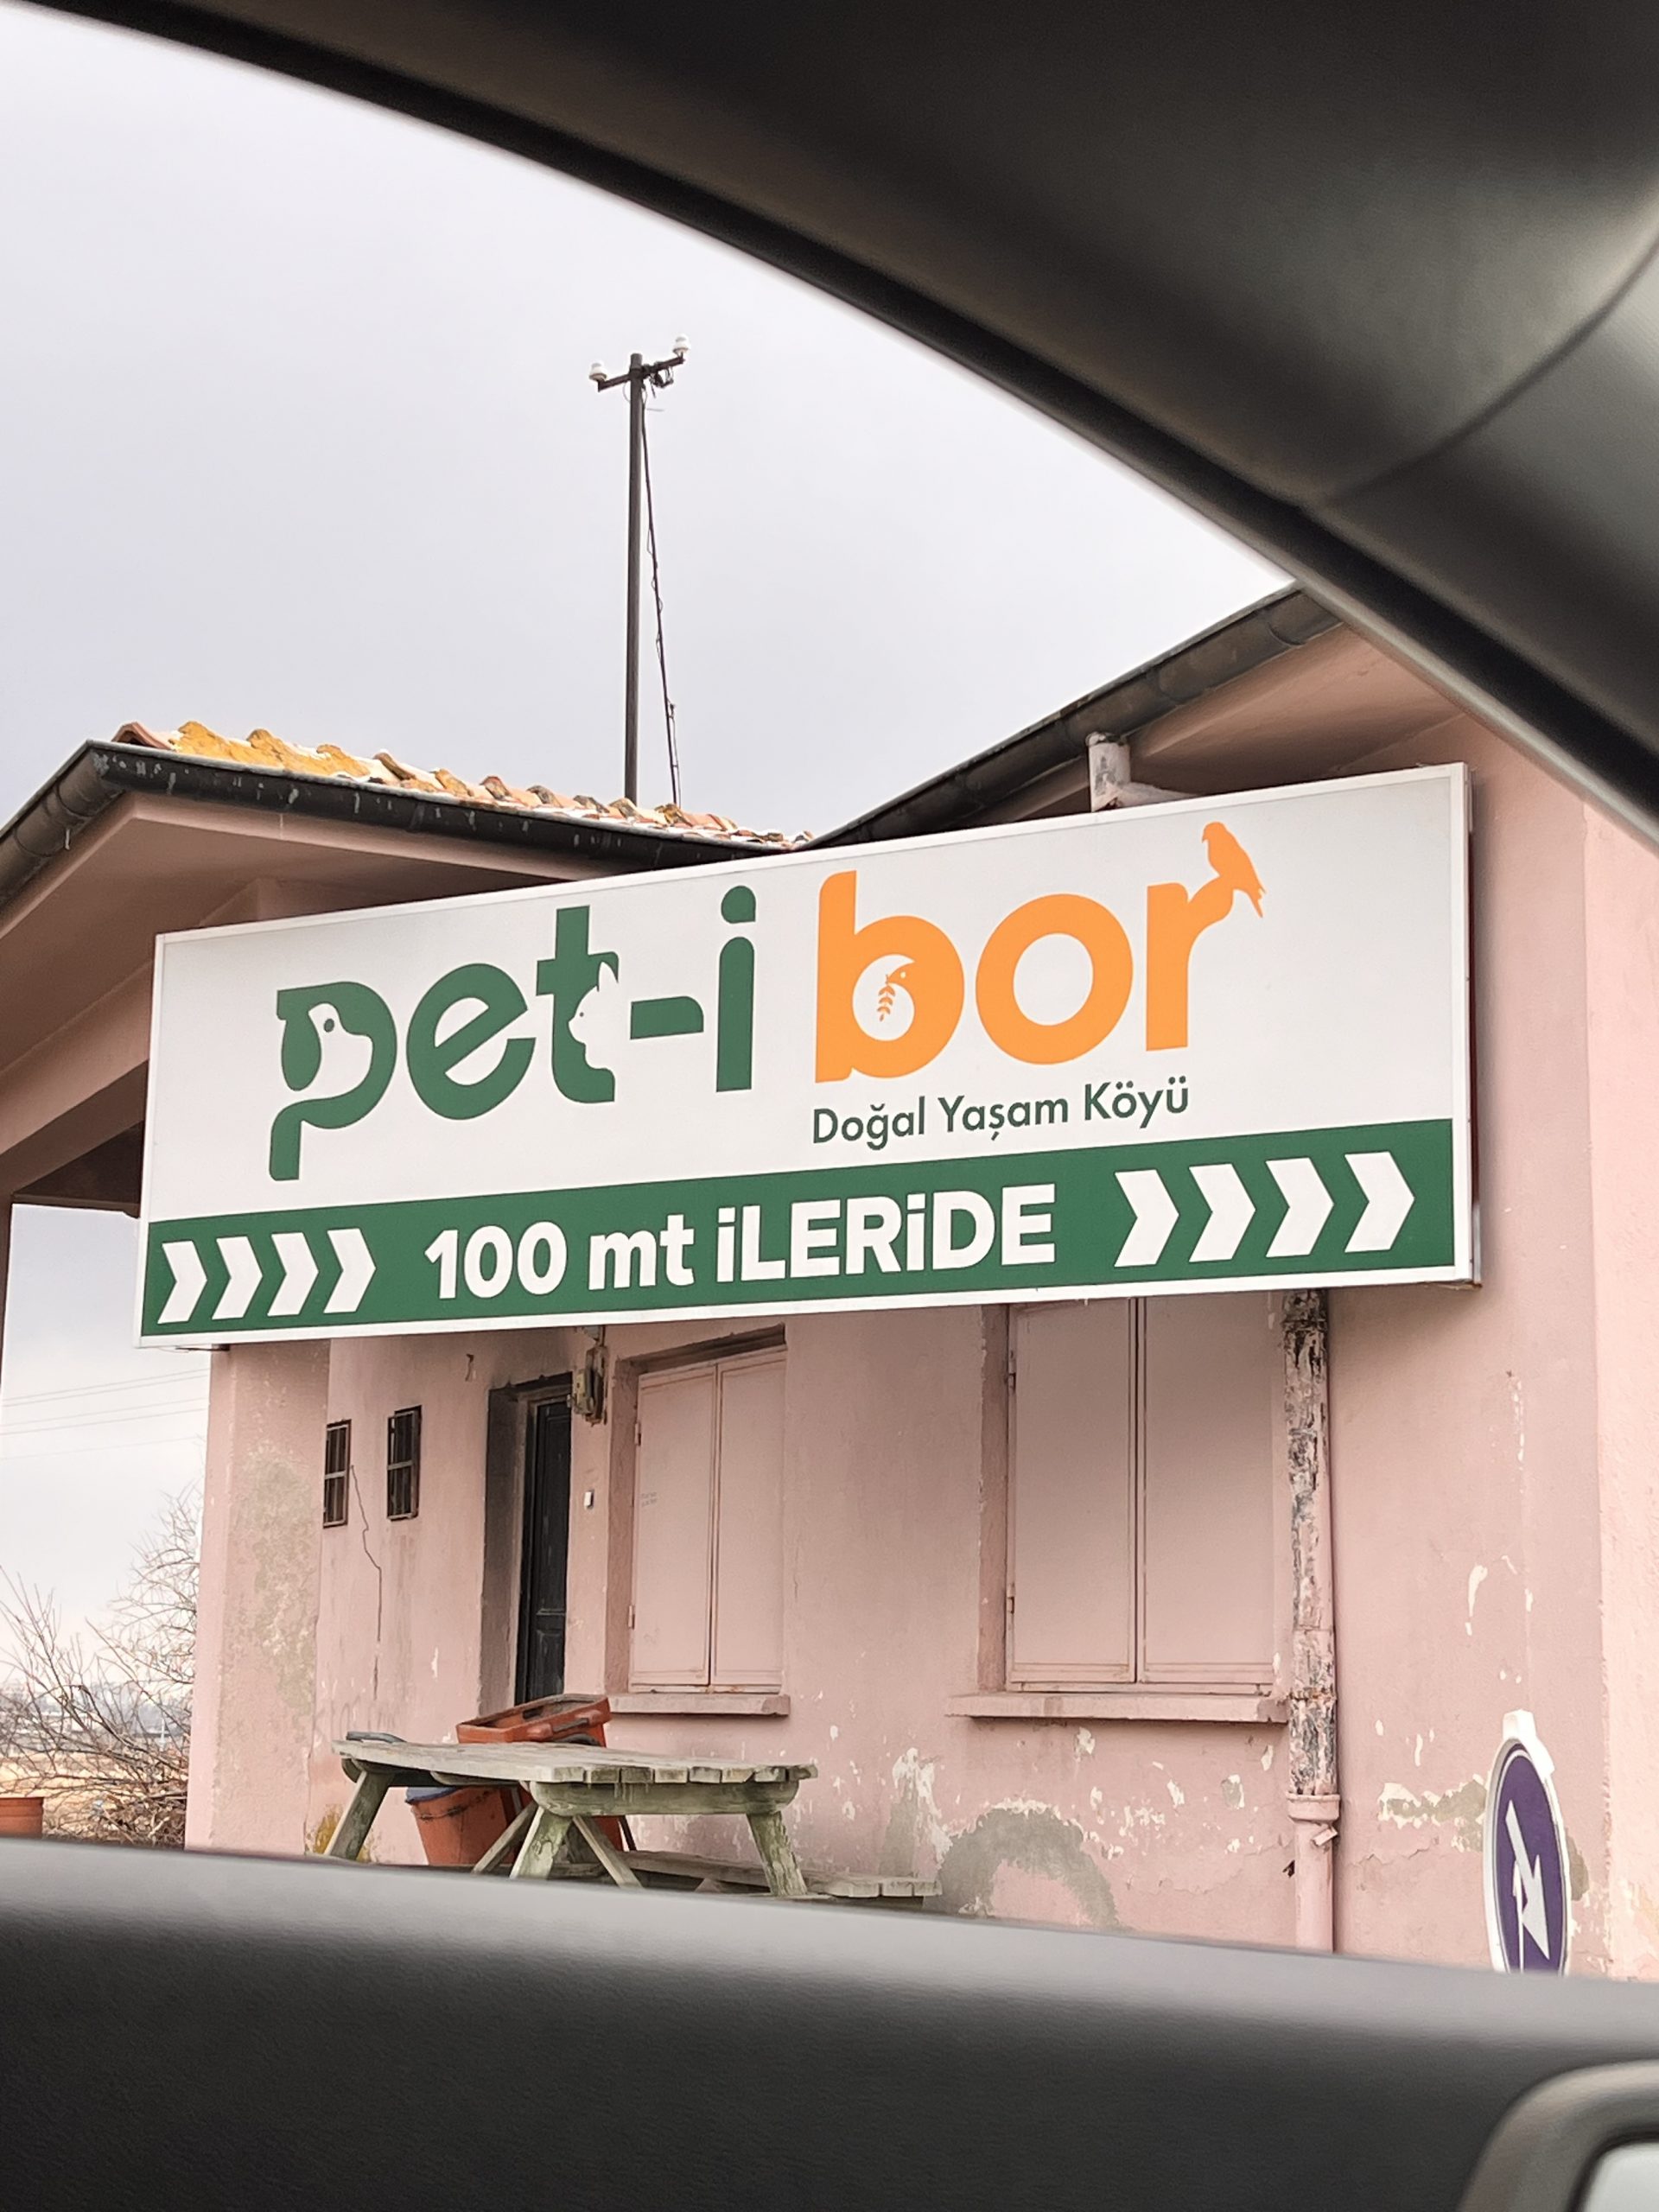 pet-i bor
Doğal Yaşam Köyü
100 mt iLERiDE